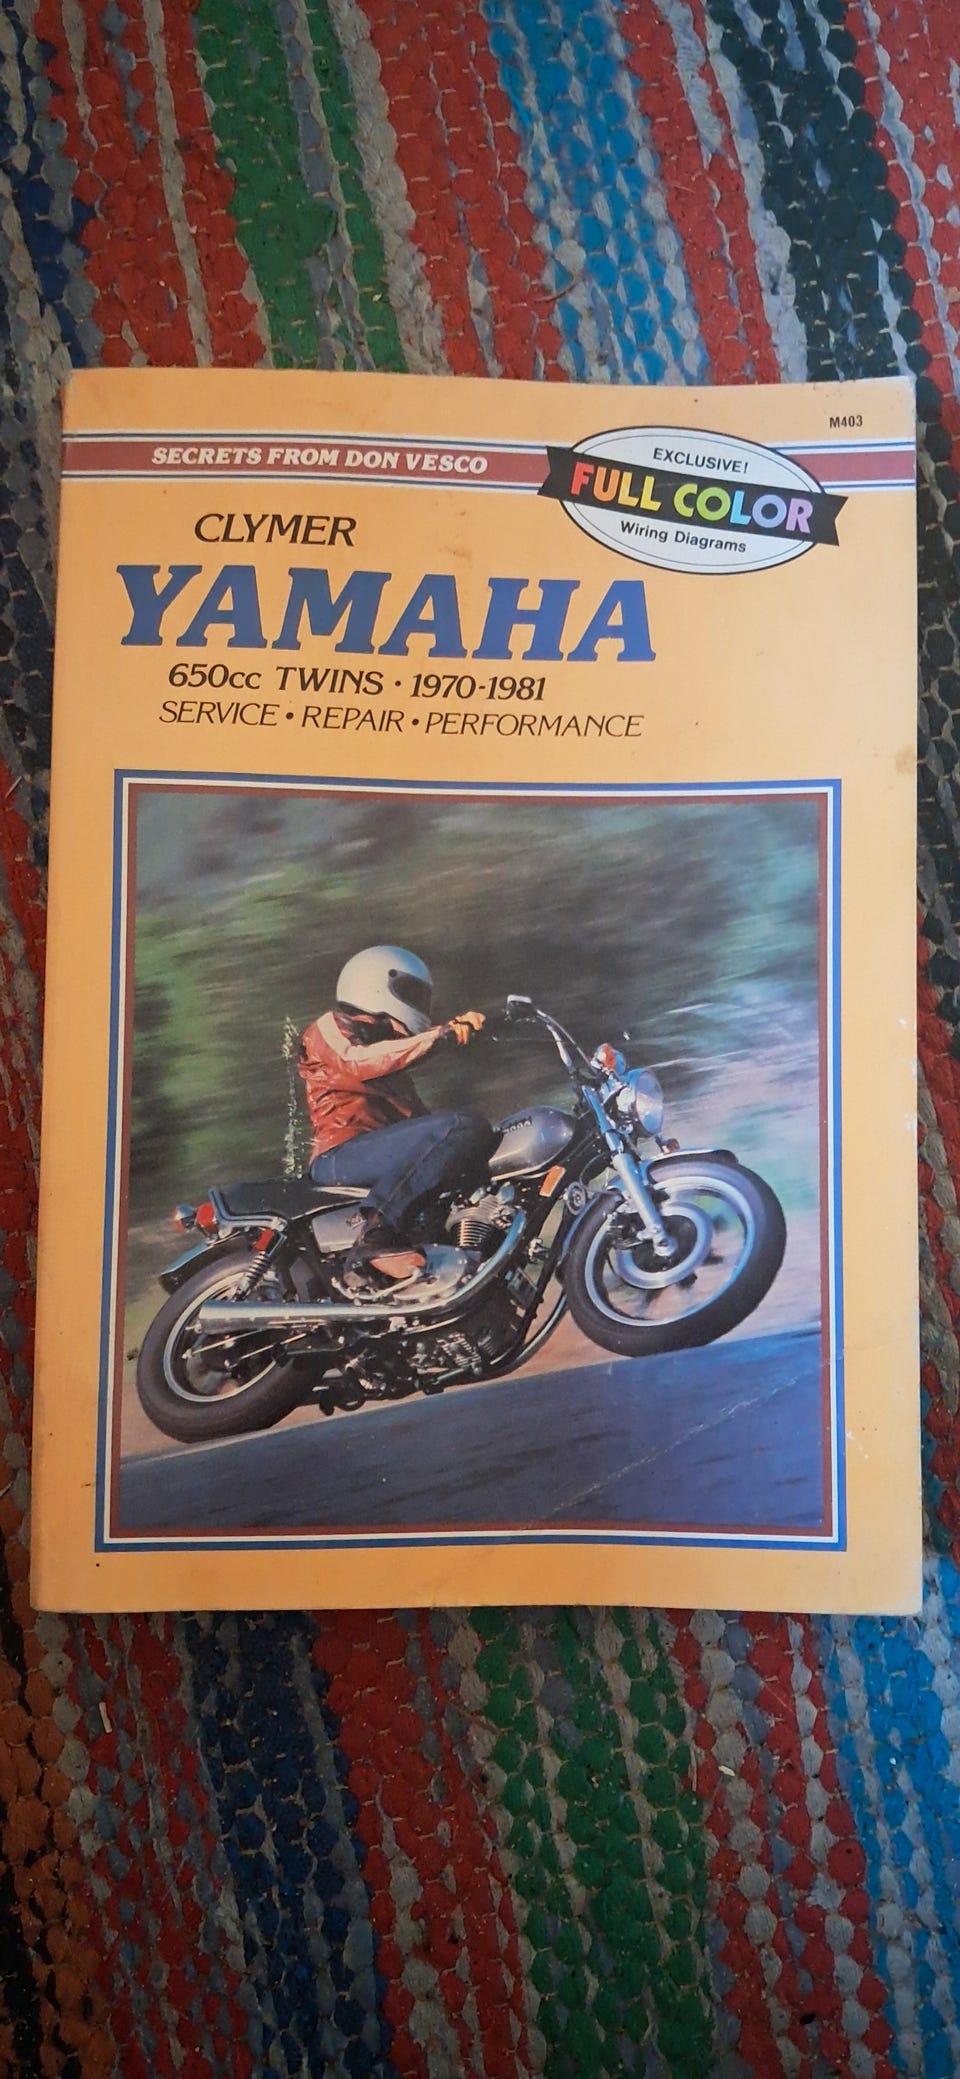 M403
SECRETS FROM DON VESCO
EXCLUSIVE!
FULL COLOR
Wiring Diagrams
CLYMER
YAMAHA
650cc TWINS · 1970-1981
SERVICE • REPAIR • PERFORMANCE
YAMAHA